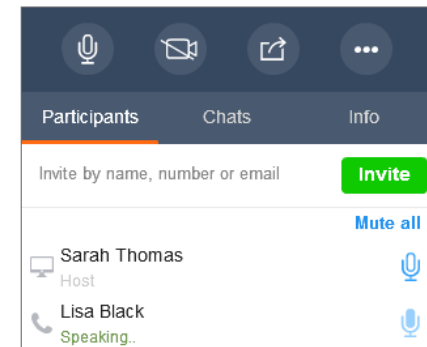 Participants Chats Info
Invite by name, number or email Invite
Mute all
Sarah Thomas
Host
Lisa Black
Speaking..